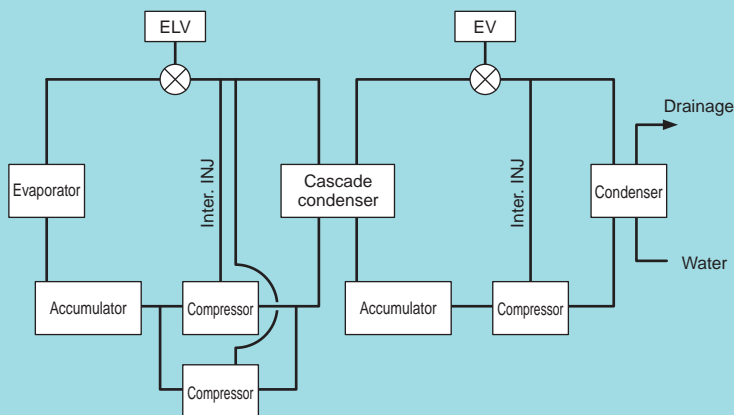 ELV
EV
Drainage
Evaporator
Inter. INJ
Cascade
condenser
Inter. INJ
Condenser
Water
Accumulator
Compressor
Accumulator
Compressor
Compressor